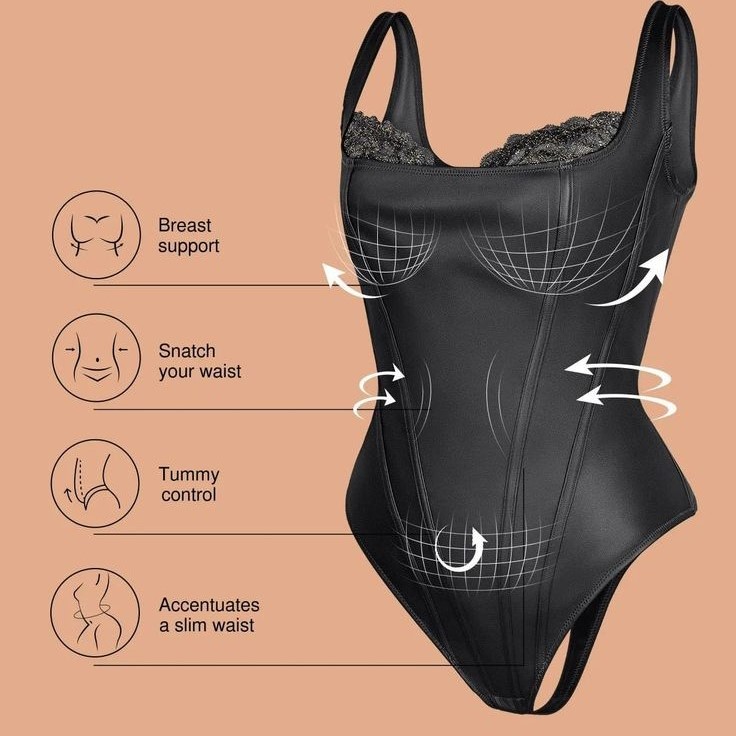 Breast
support
Snatch
your waist
Tummy
control
Accentuates
a slim waist